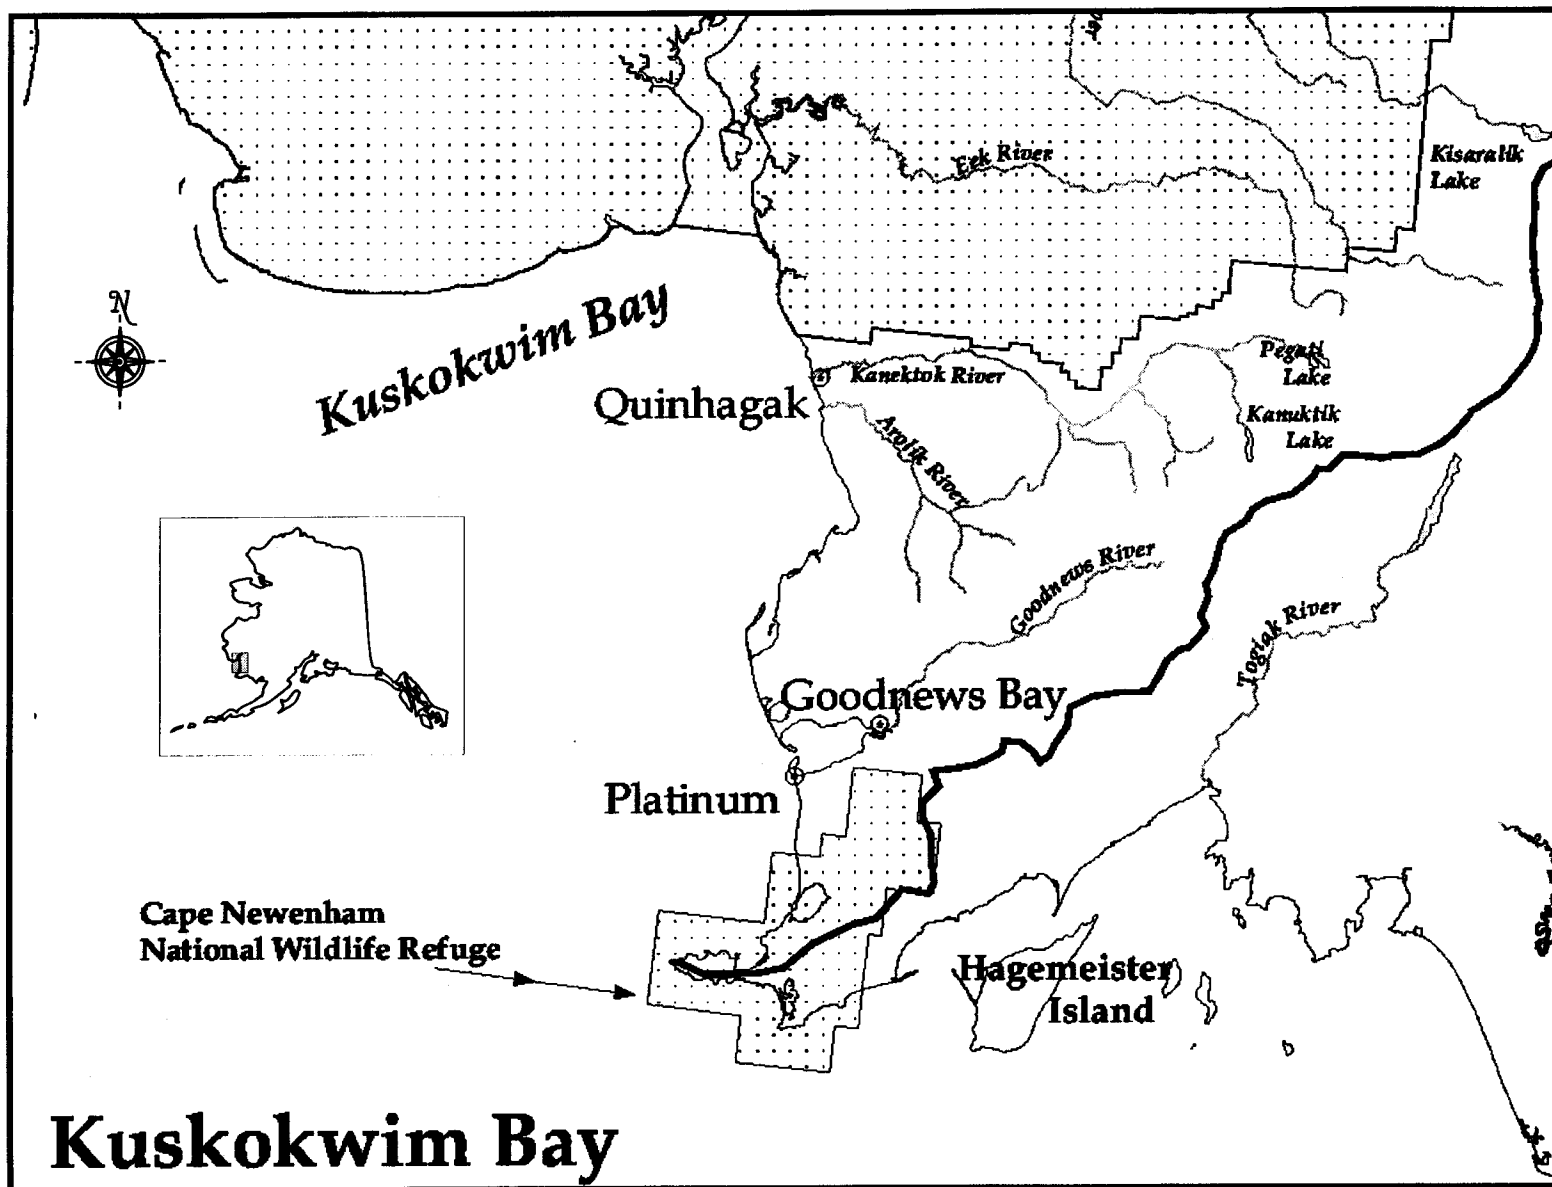 Eek River
Kisaralik
Lake
N
Kuskokwim Bay
Pegati
Lake
Kanektok River
Quinhagak
Kanuktik
Lake
Arolik River
Goodnews River
Togiak River
Goodnews Bay
Platinum
Cape Newenham
National Wildlife Refuge
Hagemeister
Island
Kuskokwim Bay